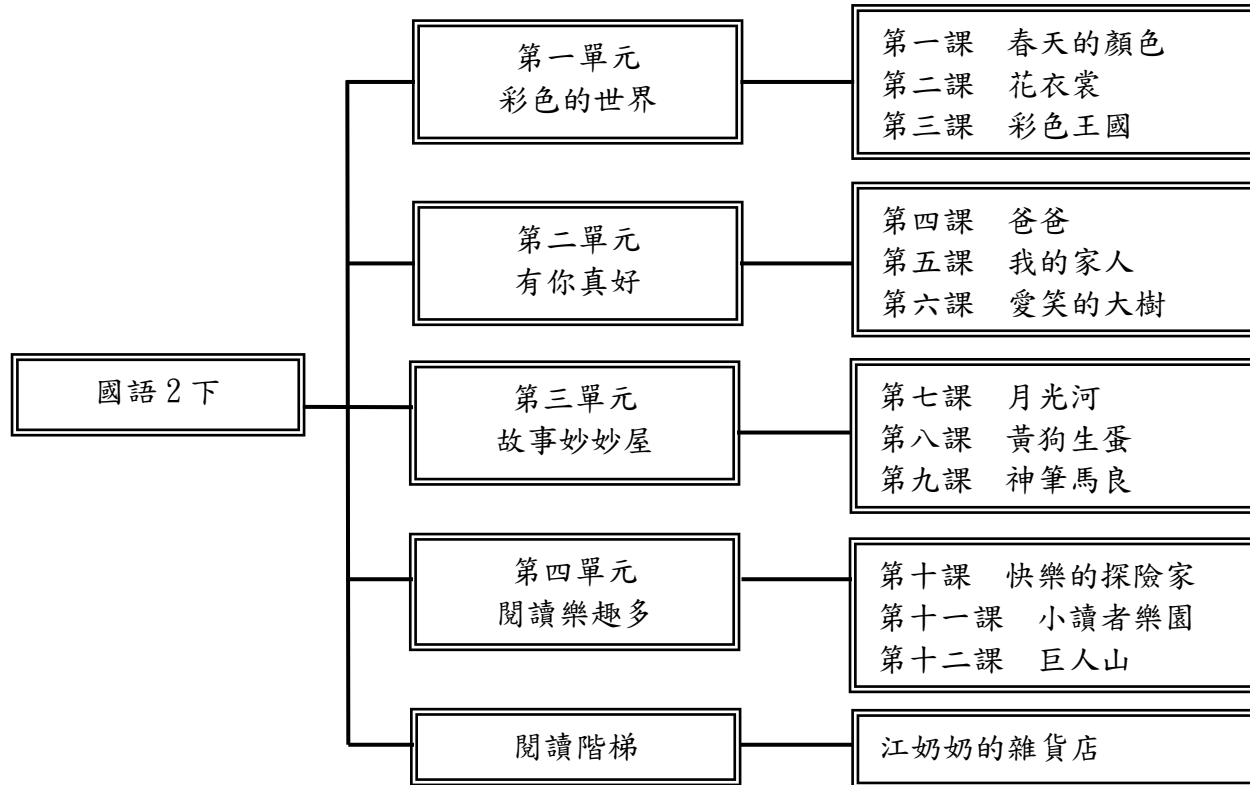 國語2下
第一單元
彩色的世界
第一課　春天的顏色
第二課　花衣裳
第三課　彩色王國
第二單元
有你真好
第四課　爸爸
第五課　我的家人
第六課　愛笑的大樹
第三單元
故事妙妙屋
第七課　月光河
第八課　黃狗生蛋
第九課　神筆馬良
第四單元
閱讀樂趣多
第十課　快樂的探險家
第十一課　小讀者樂園
第十二課　巨人山
閱讀階梯
江奶奶的雜貨店